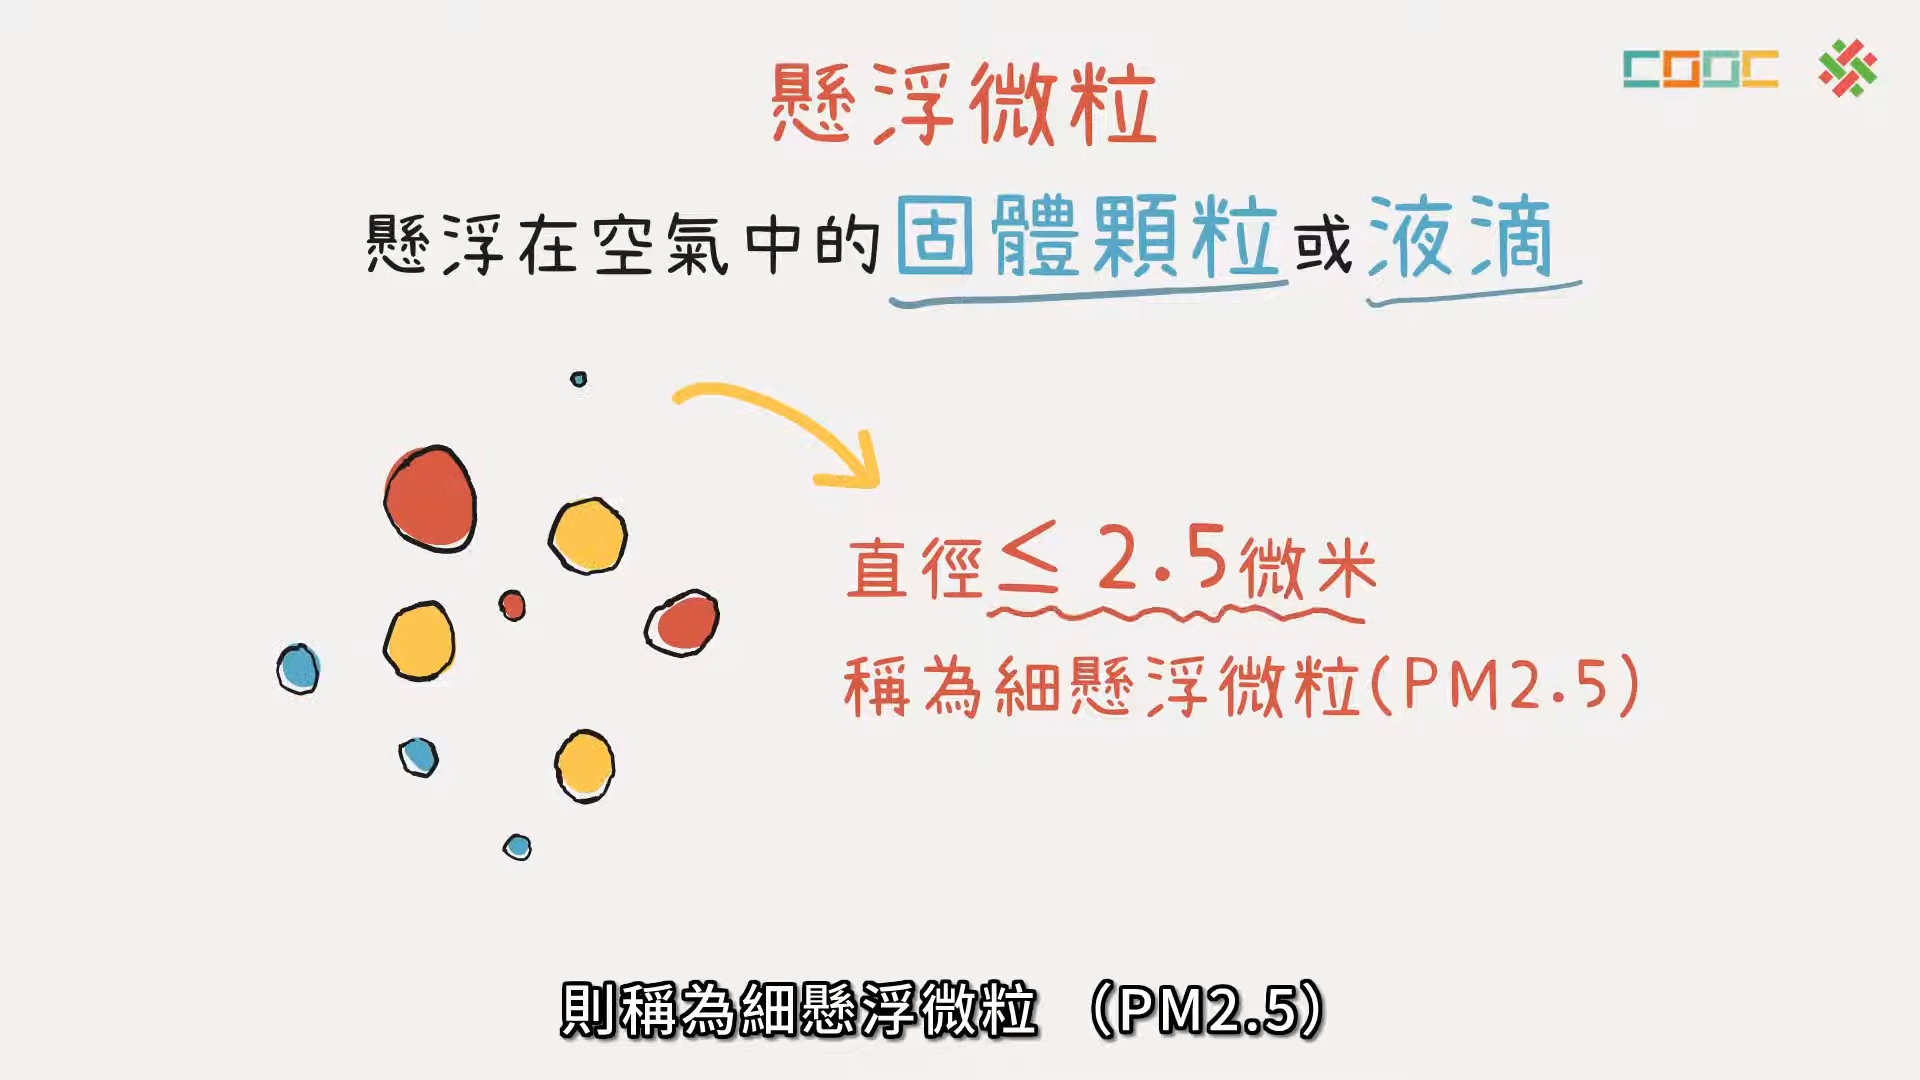 COOC
懸浮微粒
懸浮在空氣中的固體顆粒或液滴
直徑≤2.5微米
稱為細懸浮微粒(PM2.5)
則稱為細懸浮微粒 （PM2.5）